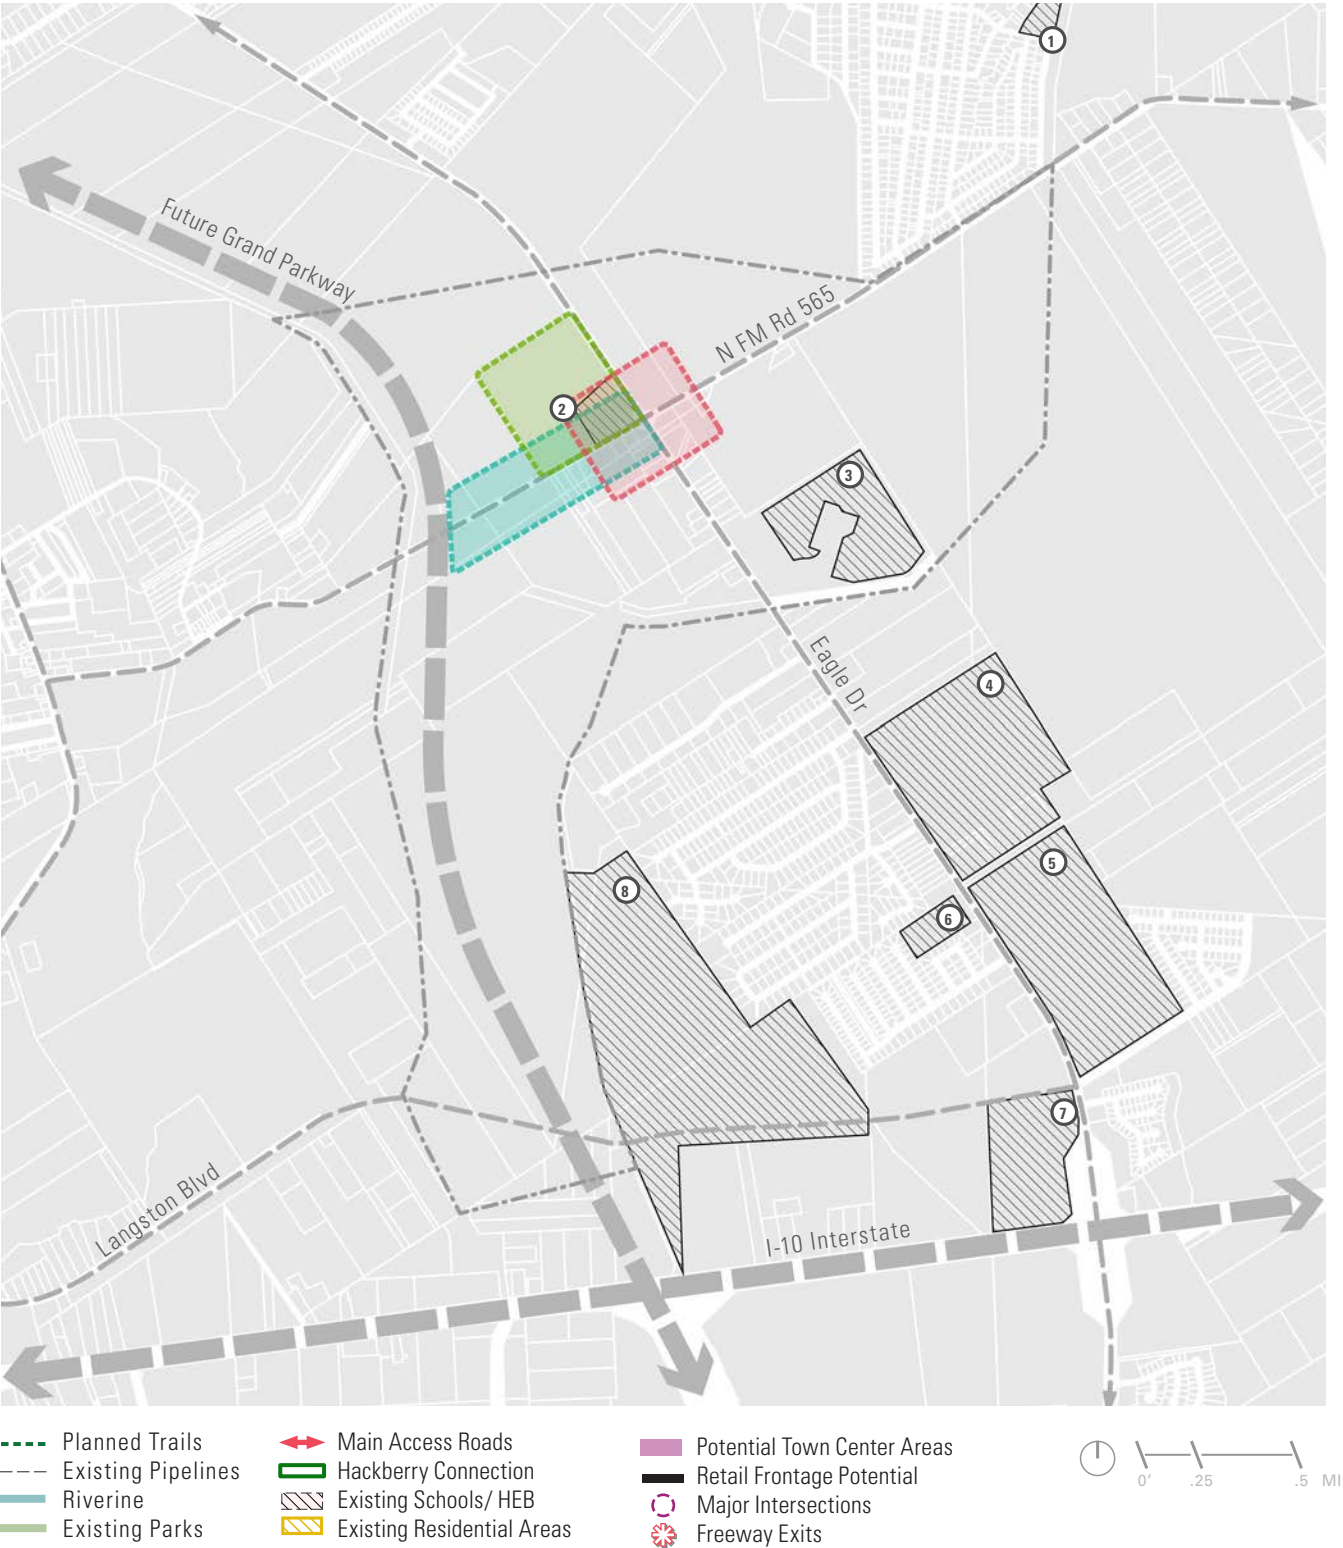 1
Future Grand Parkway
N FM Rd 565
2
3
Eagle Dr
4
5
8
6
7
Langston Blvd
I-10 Interstate
Planned Trails
Existing Pipelines
Riverine
Existing Parks
Main Access Roads
Hackberry Connection
Existing Schools/ HEB
Existing Residential Areas
Potential Town Center Areas
Retail Frontage Potential
Major Intersections
Freeway Exits
0' .25 .5 MI